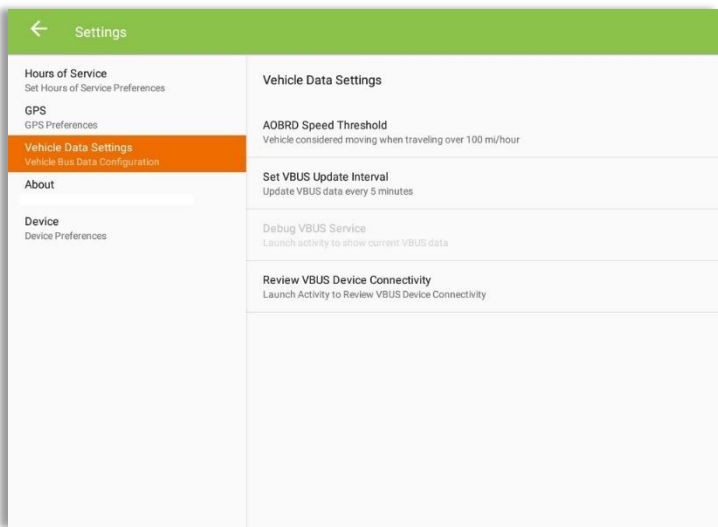 Settings
Hours of Service
Set Hours of Service Preferences
GPS
GPS Preferences
Vehicle Data Settings
Vehicle Bus Data Configuration
About
Device
Device Preferences
Vehicle Data Settings
AOBRD Speed Threshold
Vehicle considered moving when traveling over 100 mi/hour
Set VBUS Update Interval
Update VBUS data every 5 minutes
Debug VBUS Service
Launch activity to show current VBUS data
Review VBUS Device Connectivity
Launch Activity to Review VBUS Device Connectivity